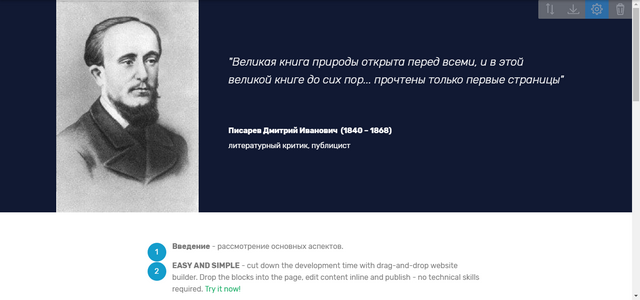 "Великая книга природы открыта перед всеми, и в этой
великой книге до сих пор... прочтены только первые страницы"
Писарев Дмитрий Иванович (1840 – 1868)
литературный критик, публицист
1
Введение - рассмотрение основных аспектов.
2
EASY AND SIMPLE - cut down the development time with drag-and-drop website
builder. Drop the blocks into the page, edit content inline and publish - no technical skills
required. Try it now!